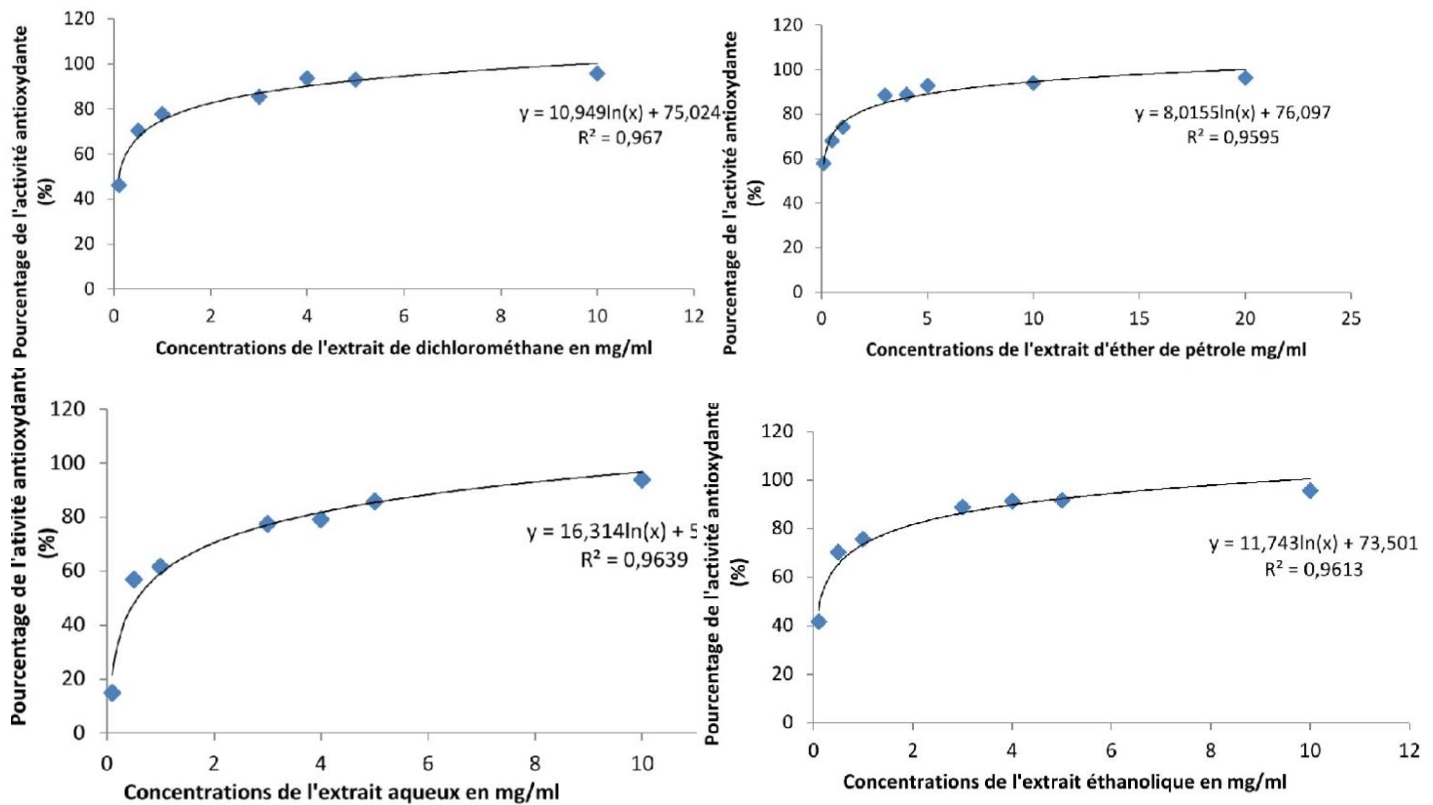 Pourcentage de l'activité antioxydante
(%)
120
100
80
60
40
20
0
y = 10,949ln(x) + 75,024
R² = 0,967
0 2 4 6 8 10 12
Concentrations de l'extrait de dichlorométhane en mg/ml
Pourcentage de l'activité antioxydante
(%)
120
100
80
60
40
20
0
y = 8,0155ln(x) + 76,097
R² = 0,9595
0 5 10 15 20 25
Concentrations de l'extrait d'éther de pétrole mg/ml
Pourcentage de l'ativité antioxydante
(%)
120
100
80
60
40
20
0
y = 16,314ln(x) + 5
R² = 0,9639
0 2 4 6 8 10
Concentrations de l'extrait aqueux en mg/ml
Pourcentage de l'activité antioxydante
(%)
120
100
80
60
40
20
0
y = 11,743ln(x) + 73,501
R² = 0,9613
0 2 4 6 8 10 12
Concentrations de l'extrait éthanolique en mg/ml